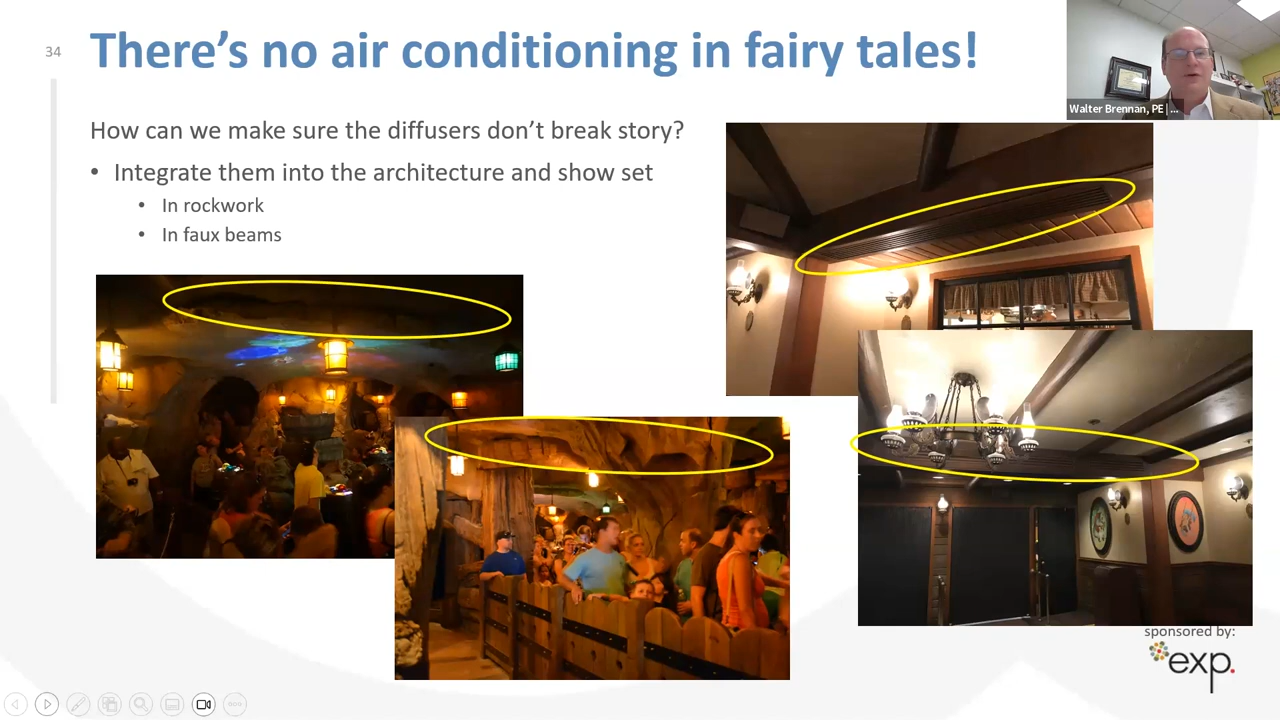 34
There's no air conditioning in fairy tales!
Walter Brennan, PE | ...
How can we make sure the diffusers don't break story?
• Integrate them into the architecture and show set
• In rockwork
• In faux beams
sponsored by:
exp.